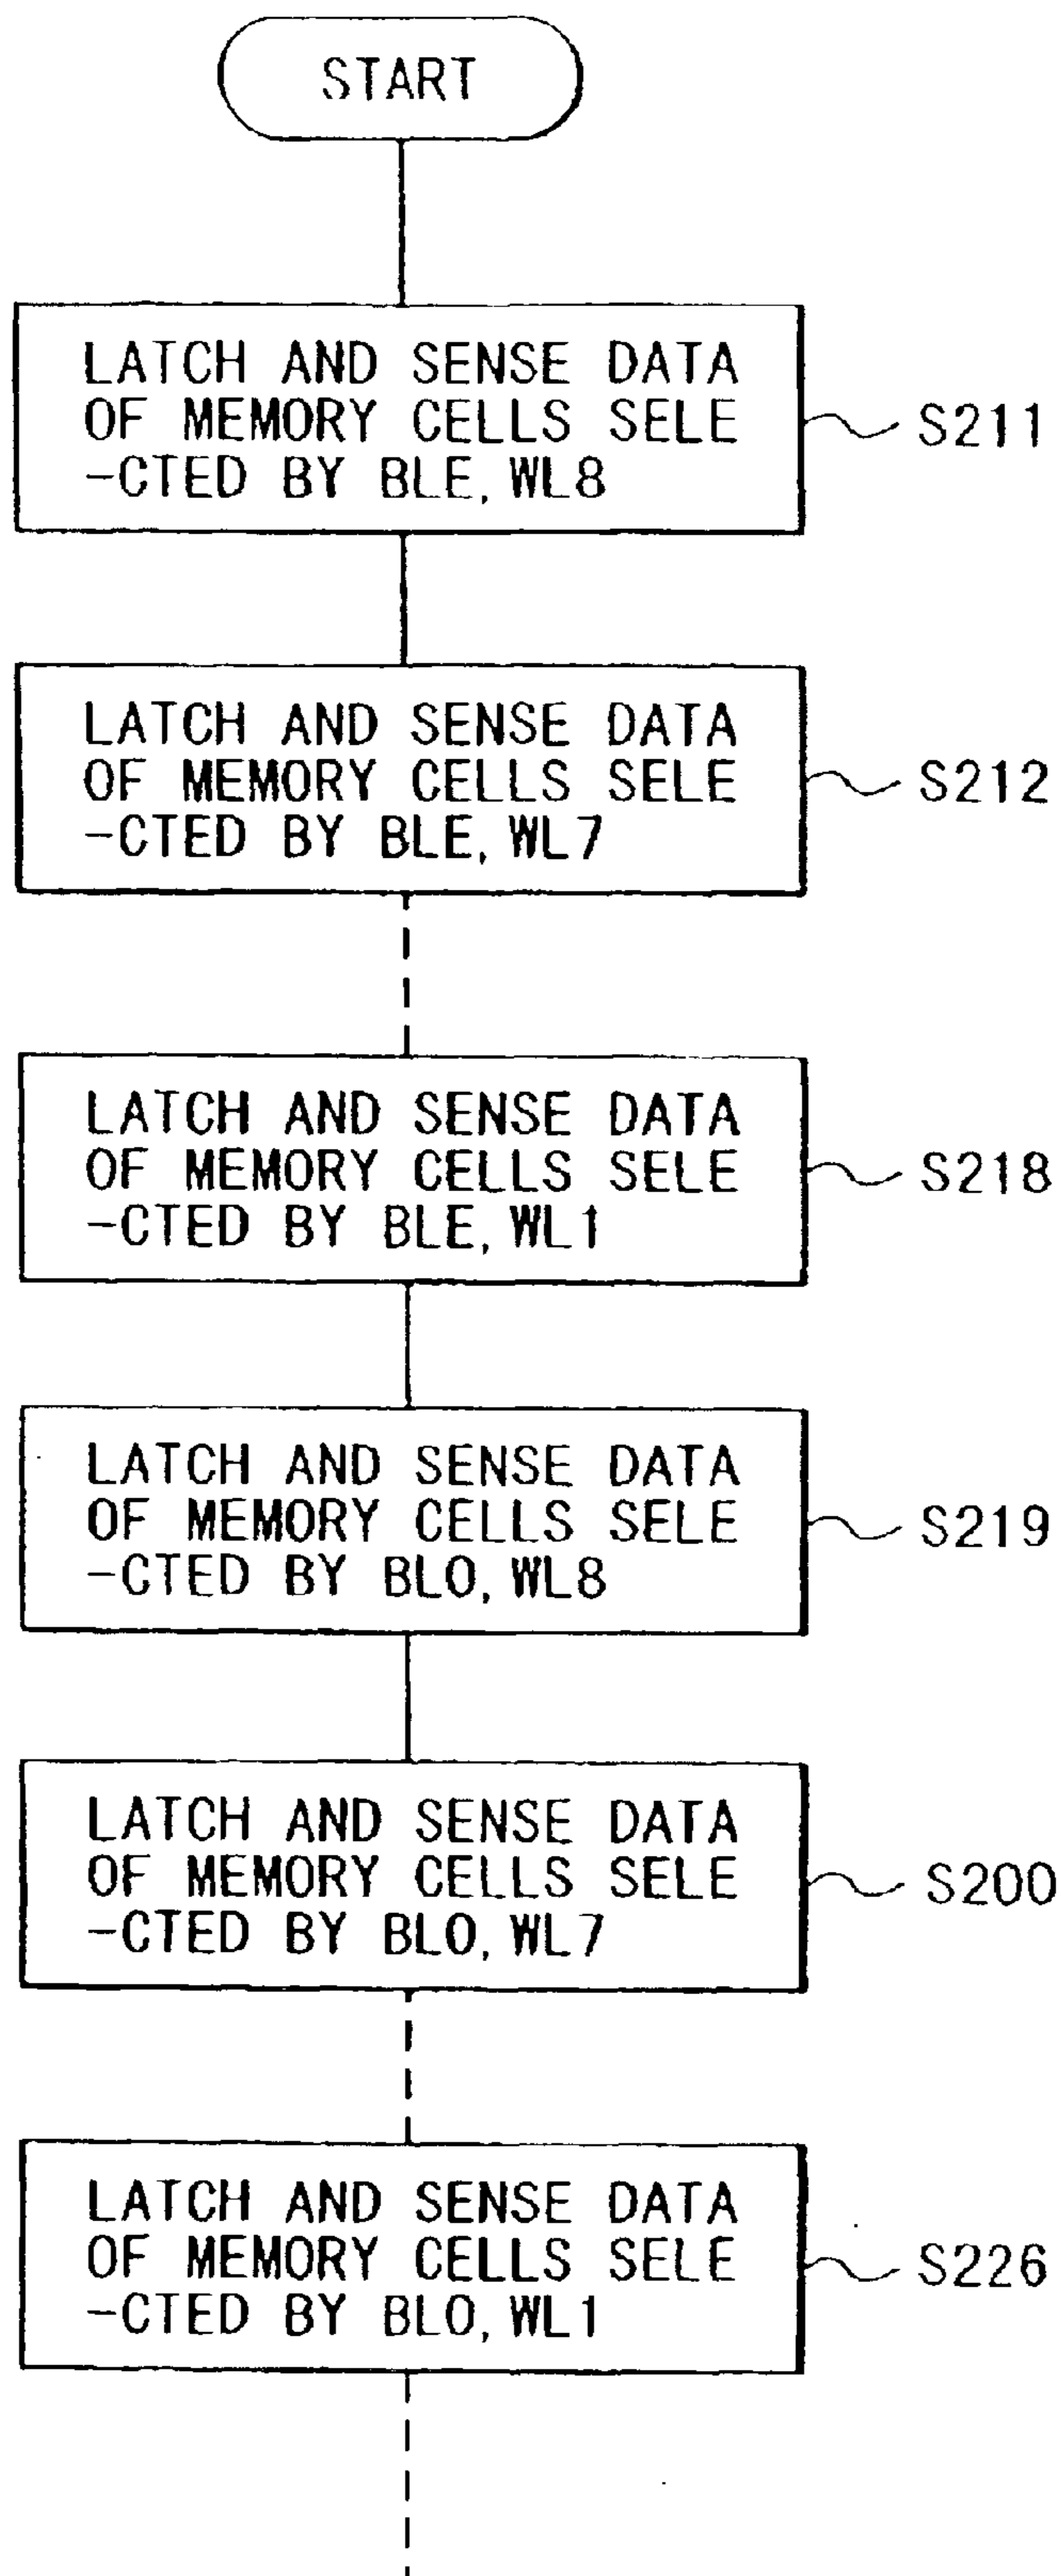 START
LATCH AND SENSE DATA
OF MEMORY CELLS SELE
-CTED BY BLE, WL8
S211
LATCH AND SENSE DATA
OF MEMORY CELLS SELE
-CTED BY BLE, WL7
S212
LATCH AND SENSE DATA
OF MEMORY CELLS SELE
-CTED BY BLE, WL1
S218
LATCH AND SENSE DATA
OF MEMORY CELLS SELE
-CTED BY BLO, WL8
S219
LATCH AND SENSE DATA
OF MEMORY CELLS SELE
-CTED BY BLO, WL7
S200
LATCH AND SENSE DATA
OF MEMORY CELLS SELE
-CTED BY BLO, WL1
S226